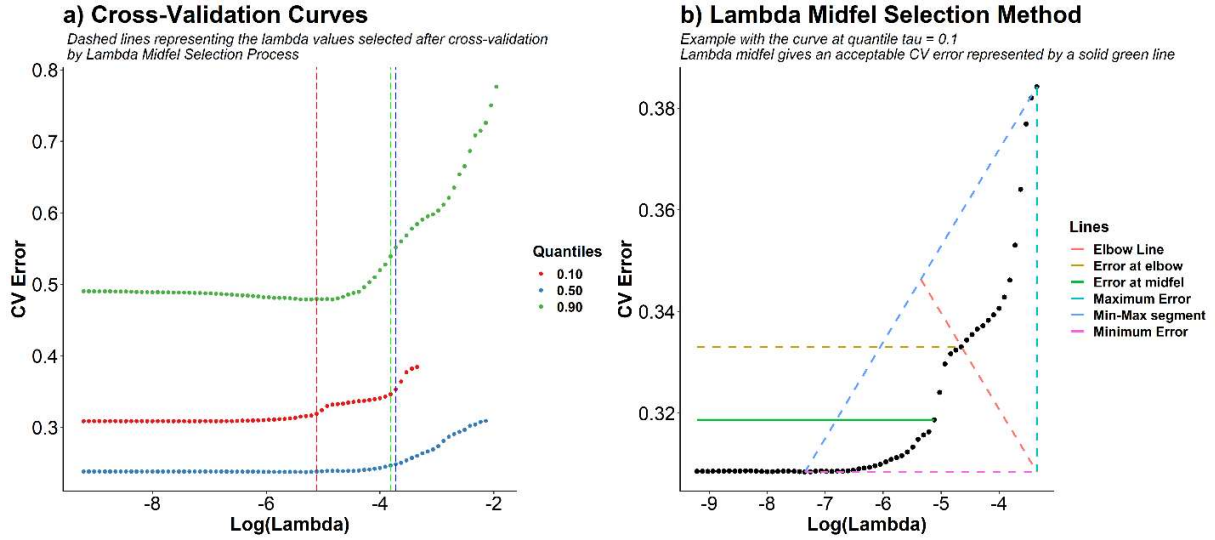 a) Cross-Validation Curves
Dashed lines representing the lambda values selected after cross-validation
by Lambda Midfel Selection Process
0.8
0.7
0.6
0.5
0.4
0.3
CV Error
-8
-6
-4
-2
Log(Lambda)
Quantiles
0.10
0.50
0.90
b) Lambda Midfel Selection Method
Example with the curve at quantile tau = 0.1
Lambda midfel gives an acceptable CV error represented by a solid green line
0.38
0.36
0.34
0.32
CV Error
-9
-8
-7
-6
-5
-4
Log(Lambda)
Lines
Elbow Line
Error at elbow
Error at midfel
Maximum Error
Min-Max segment
Minimum Error